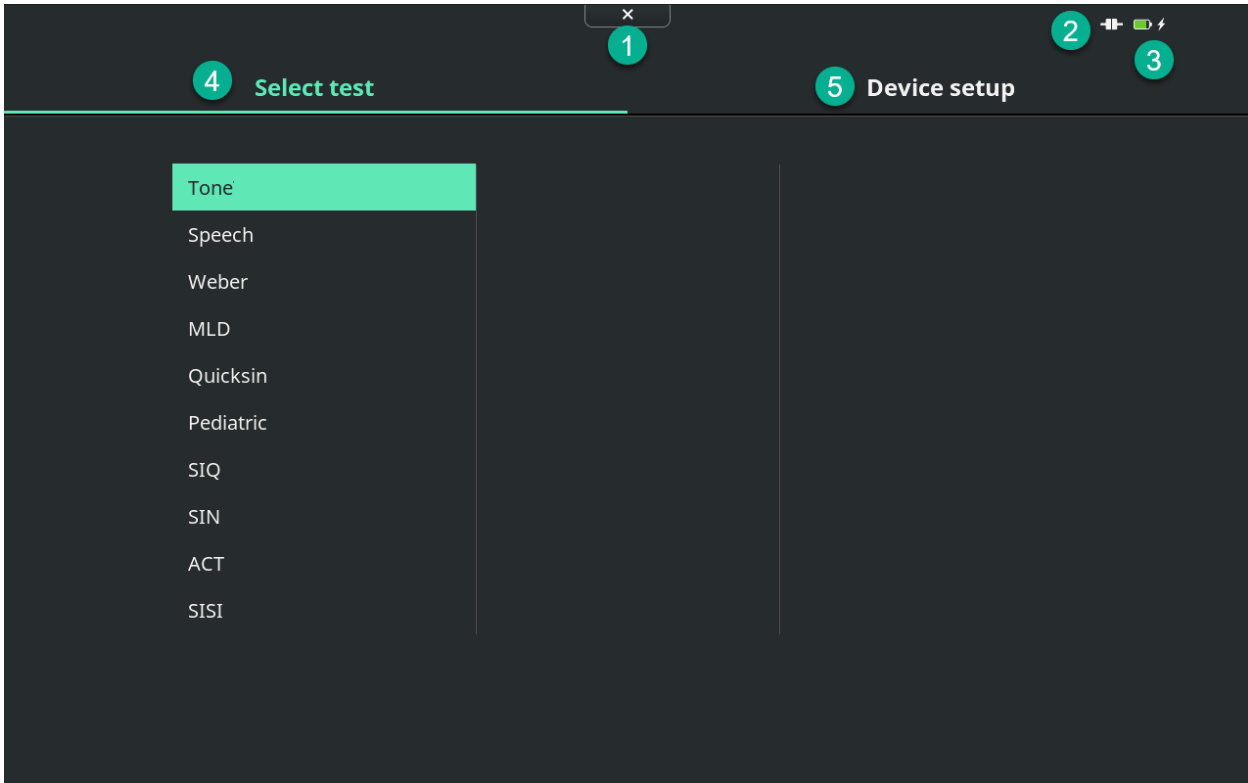 ×
1
2
3
4 Select test
5 Device setup
Tone
Speech
Weber
MLD
Quicksin
Pediatric
SIQ
SIN
ACT
SISI